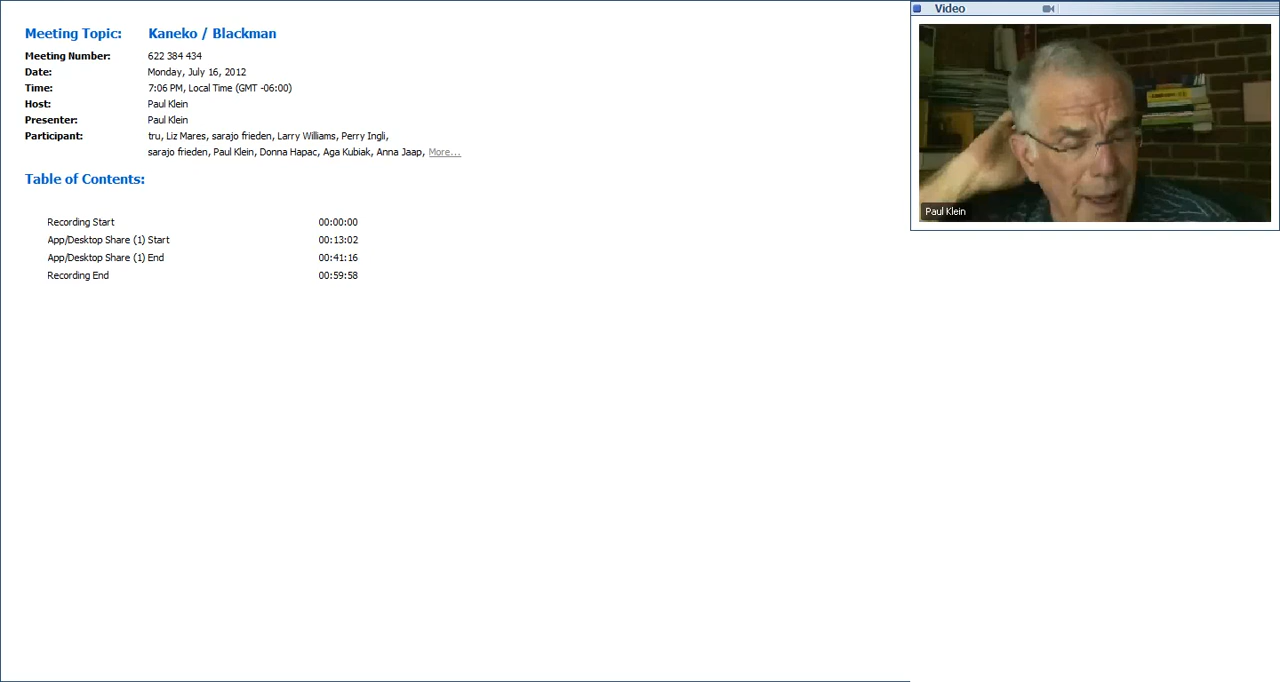 Meeting Topic: Kaneko / Blackman
Meeting Number: 622 384 434
Date: Monday, July 16, 2012
Time: 7:06 PM, Local Time (GMT -06:00)
Host: Paul Klein
Presenter: Paul Klein
Participant: tru, Liz Mares, sarajo frieden, Larry Williams, Perry Ingli,
sarajo frieden, Paul Klein, Donna Hapac, Aga Kubiak, Anna Jaap, More...
Table of Contents:
Recording Start 00:00:00
App/Desktop Share (1) Start 00:13:02
App/Desktop Share (1) End 00:41:16
Recording End 00:59:58
Video
Paul Klein